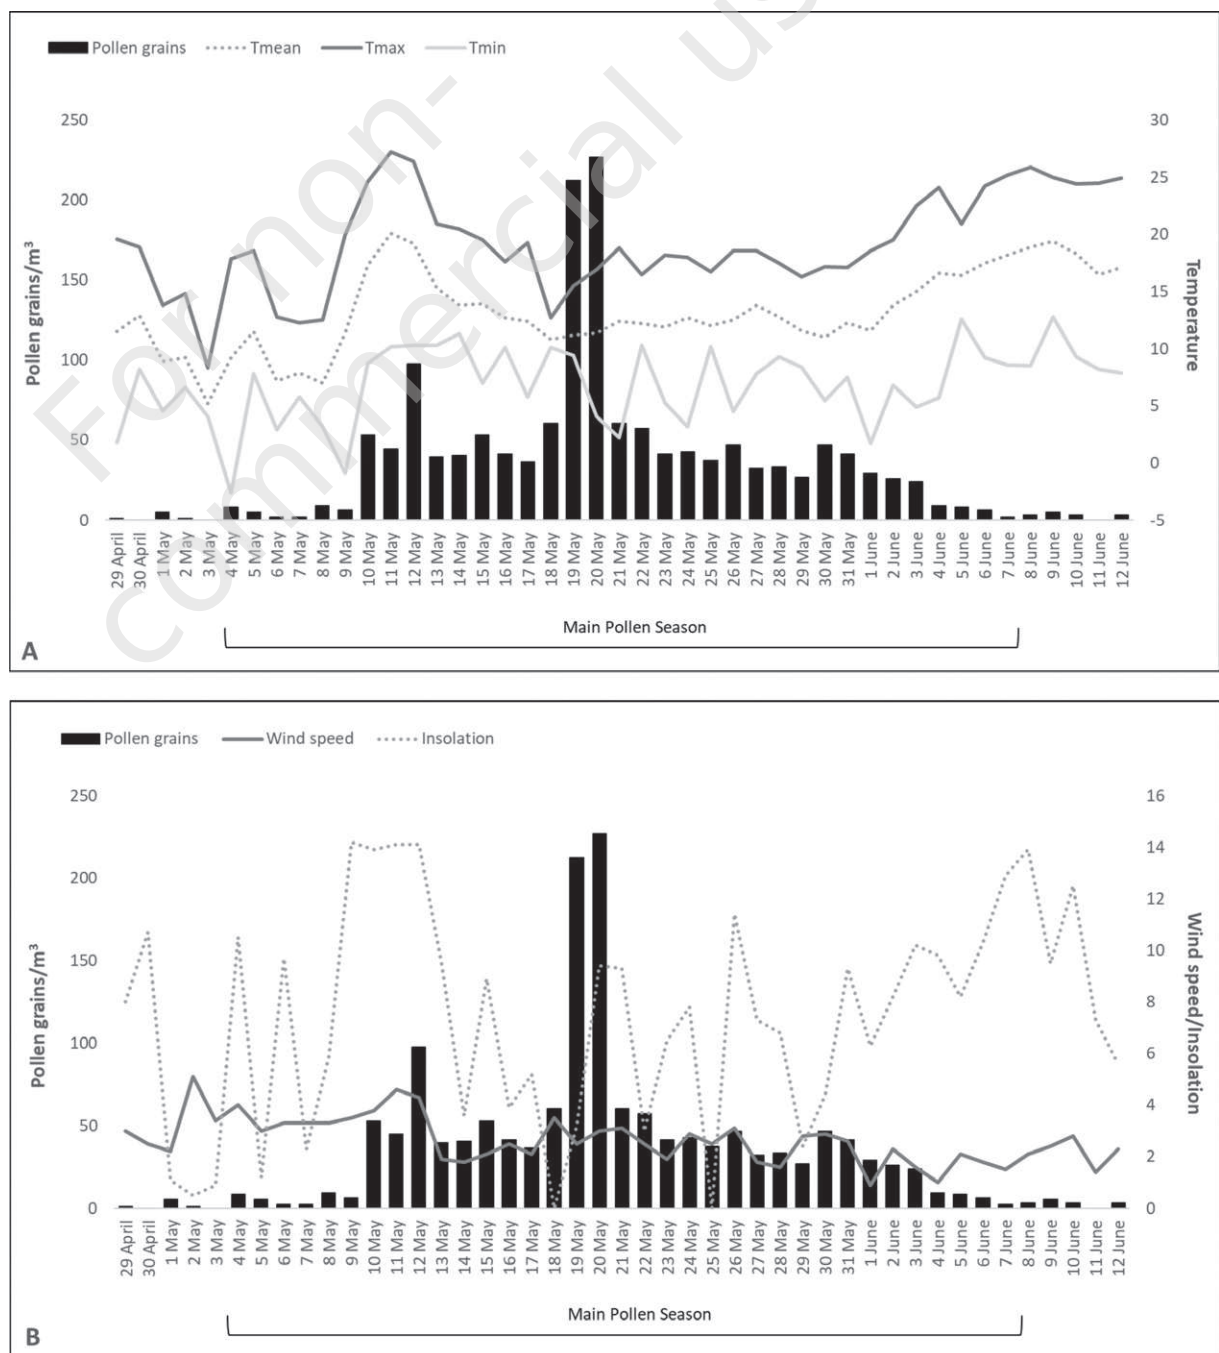 Pollen grains Tmean Tmax Tmin
250
200
150
100
50
0
Pollen grains/m³
30
25
20
15
10
5
0
-5
Temperature
29 April
30 April
1 May
2 May
3 May
4 May
5 May
6 May
7 May
8 May
9 May
10 May
11 May
12 May
13 May
14 May
15 May
16 May
17 May
18 May
19 May
20 May
21 May
22 May
23 May
24 May
25 May
26 May
27 May
28 May
29 May
30 May
31 May
1 June
2 June
3 June
4 June
5 June
6 June
7 June
8 June
9 June
10 June
11 June
12 June
Main Pollen Season
A
For non-
commercial us
Pollen grains Wind speed Insolation
250
200
150
100
50
0
Pollen grains/m³
16
14
12
10
8
6
4
2
0
Wind speed/Insolation
29 April
30 April
1 May
2 May
3 May
4 May
5 May
6 May
7 May
8 May
9 May
10 May
11 May
12 May
13 May
14 May
15 May
16 May
17 May
18 May
19 May
20 May
21 May
22 May
23 May
24 May
25 May
26 May
27 May
28 May
29 May
30 May
31 May
1 June
2 June
3 June
4 June
5 June
6 June
7 June
8 June
9 June
10 June
11 June
12 June
Main Pollen Season
B